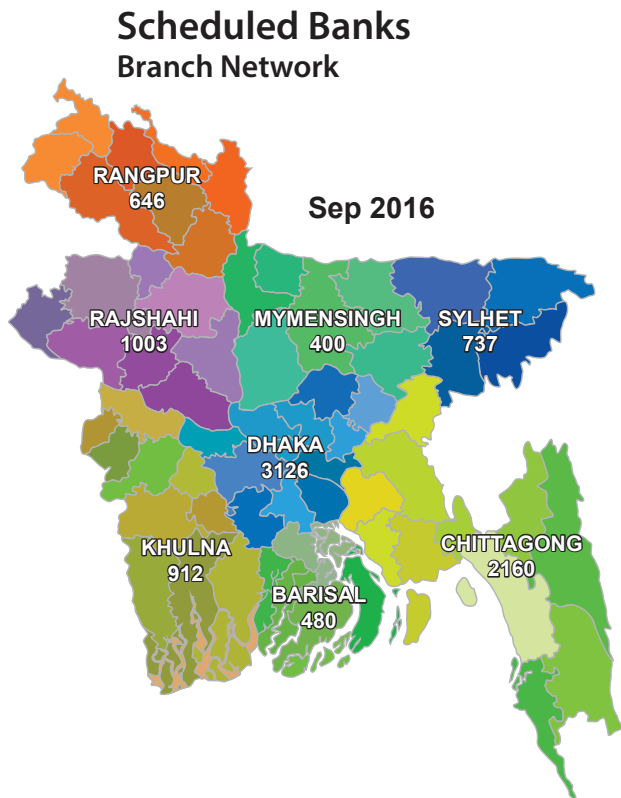 Scheduled Banks
Branch Network
Sep 2016
RANGPUR
646
RAJSHAHI
1003
MYMENSINGH
400
SYLHET
737
DHAKA
3126
KHULNA
912
BARISAL
480
CHITTAGONG
2160